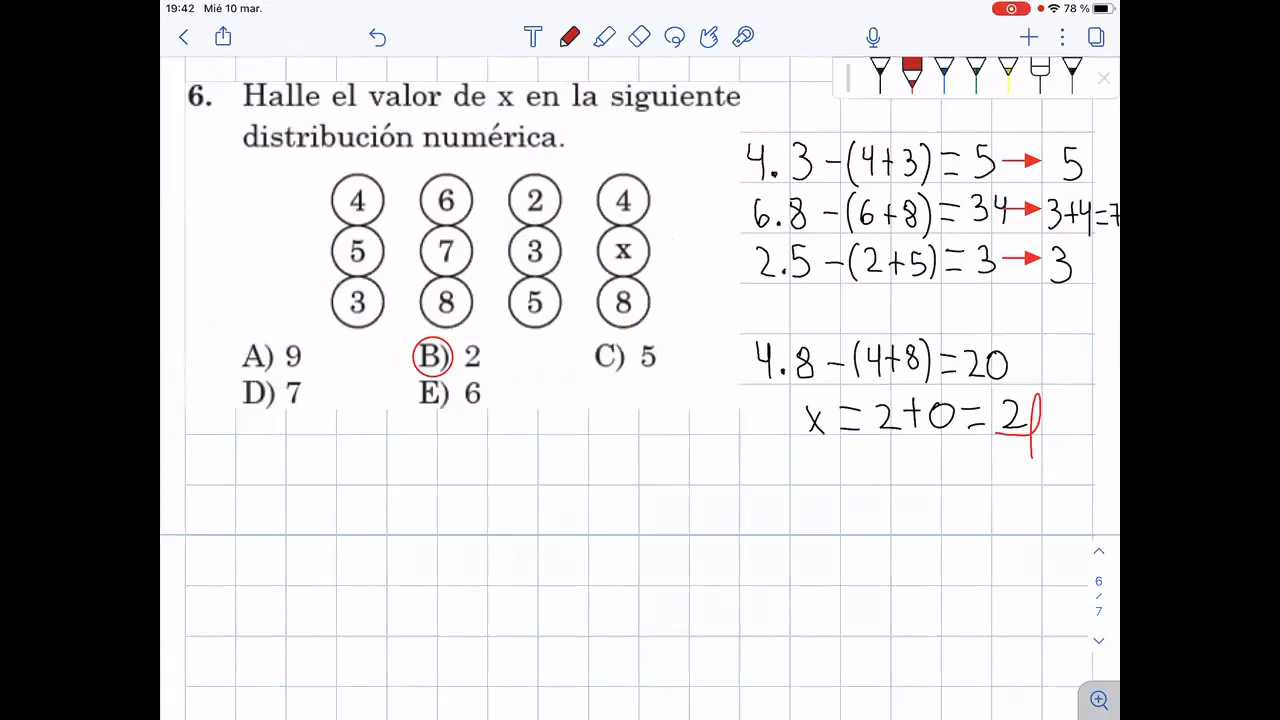 19:42 Mié 10 mar.
78 %
T
6. Halle el valor de x en la siguiente
distribución numérica.
4 6 2 4
5 7 3 x
3 8 5 8
A) 9 B) 2 C) 5
D) 7 E) 6
4.3-(4+3)=5→5
6.8-(6+8)=34→3+4=7
2.5-(2+5)=3→3
4.8-(4+8)=20
x=2+0=2
6
7